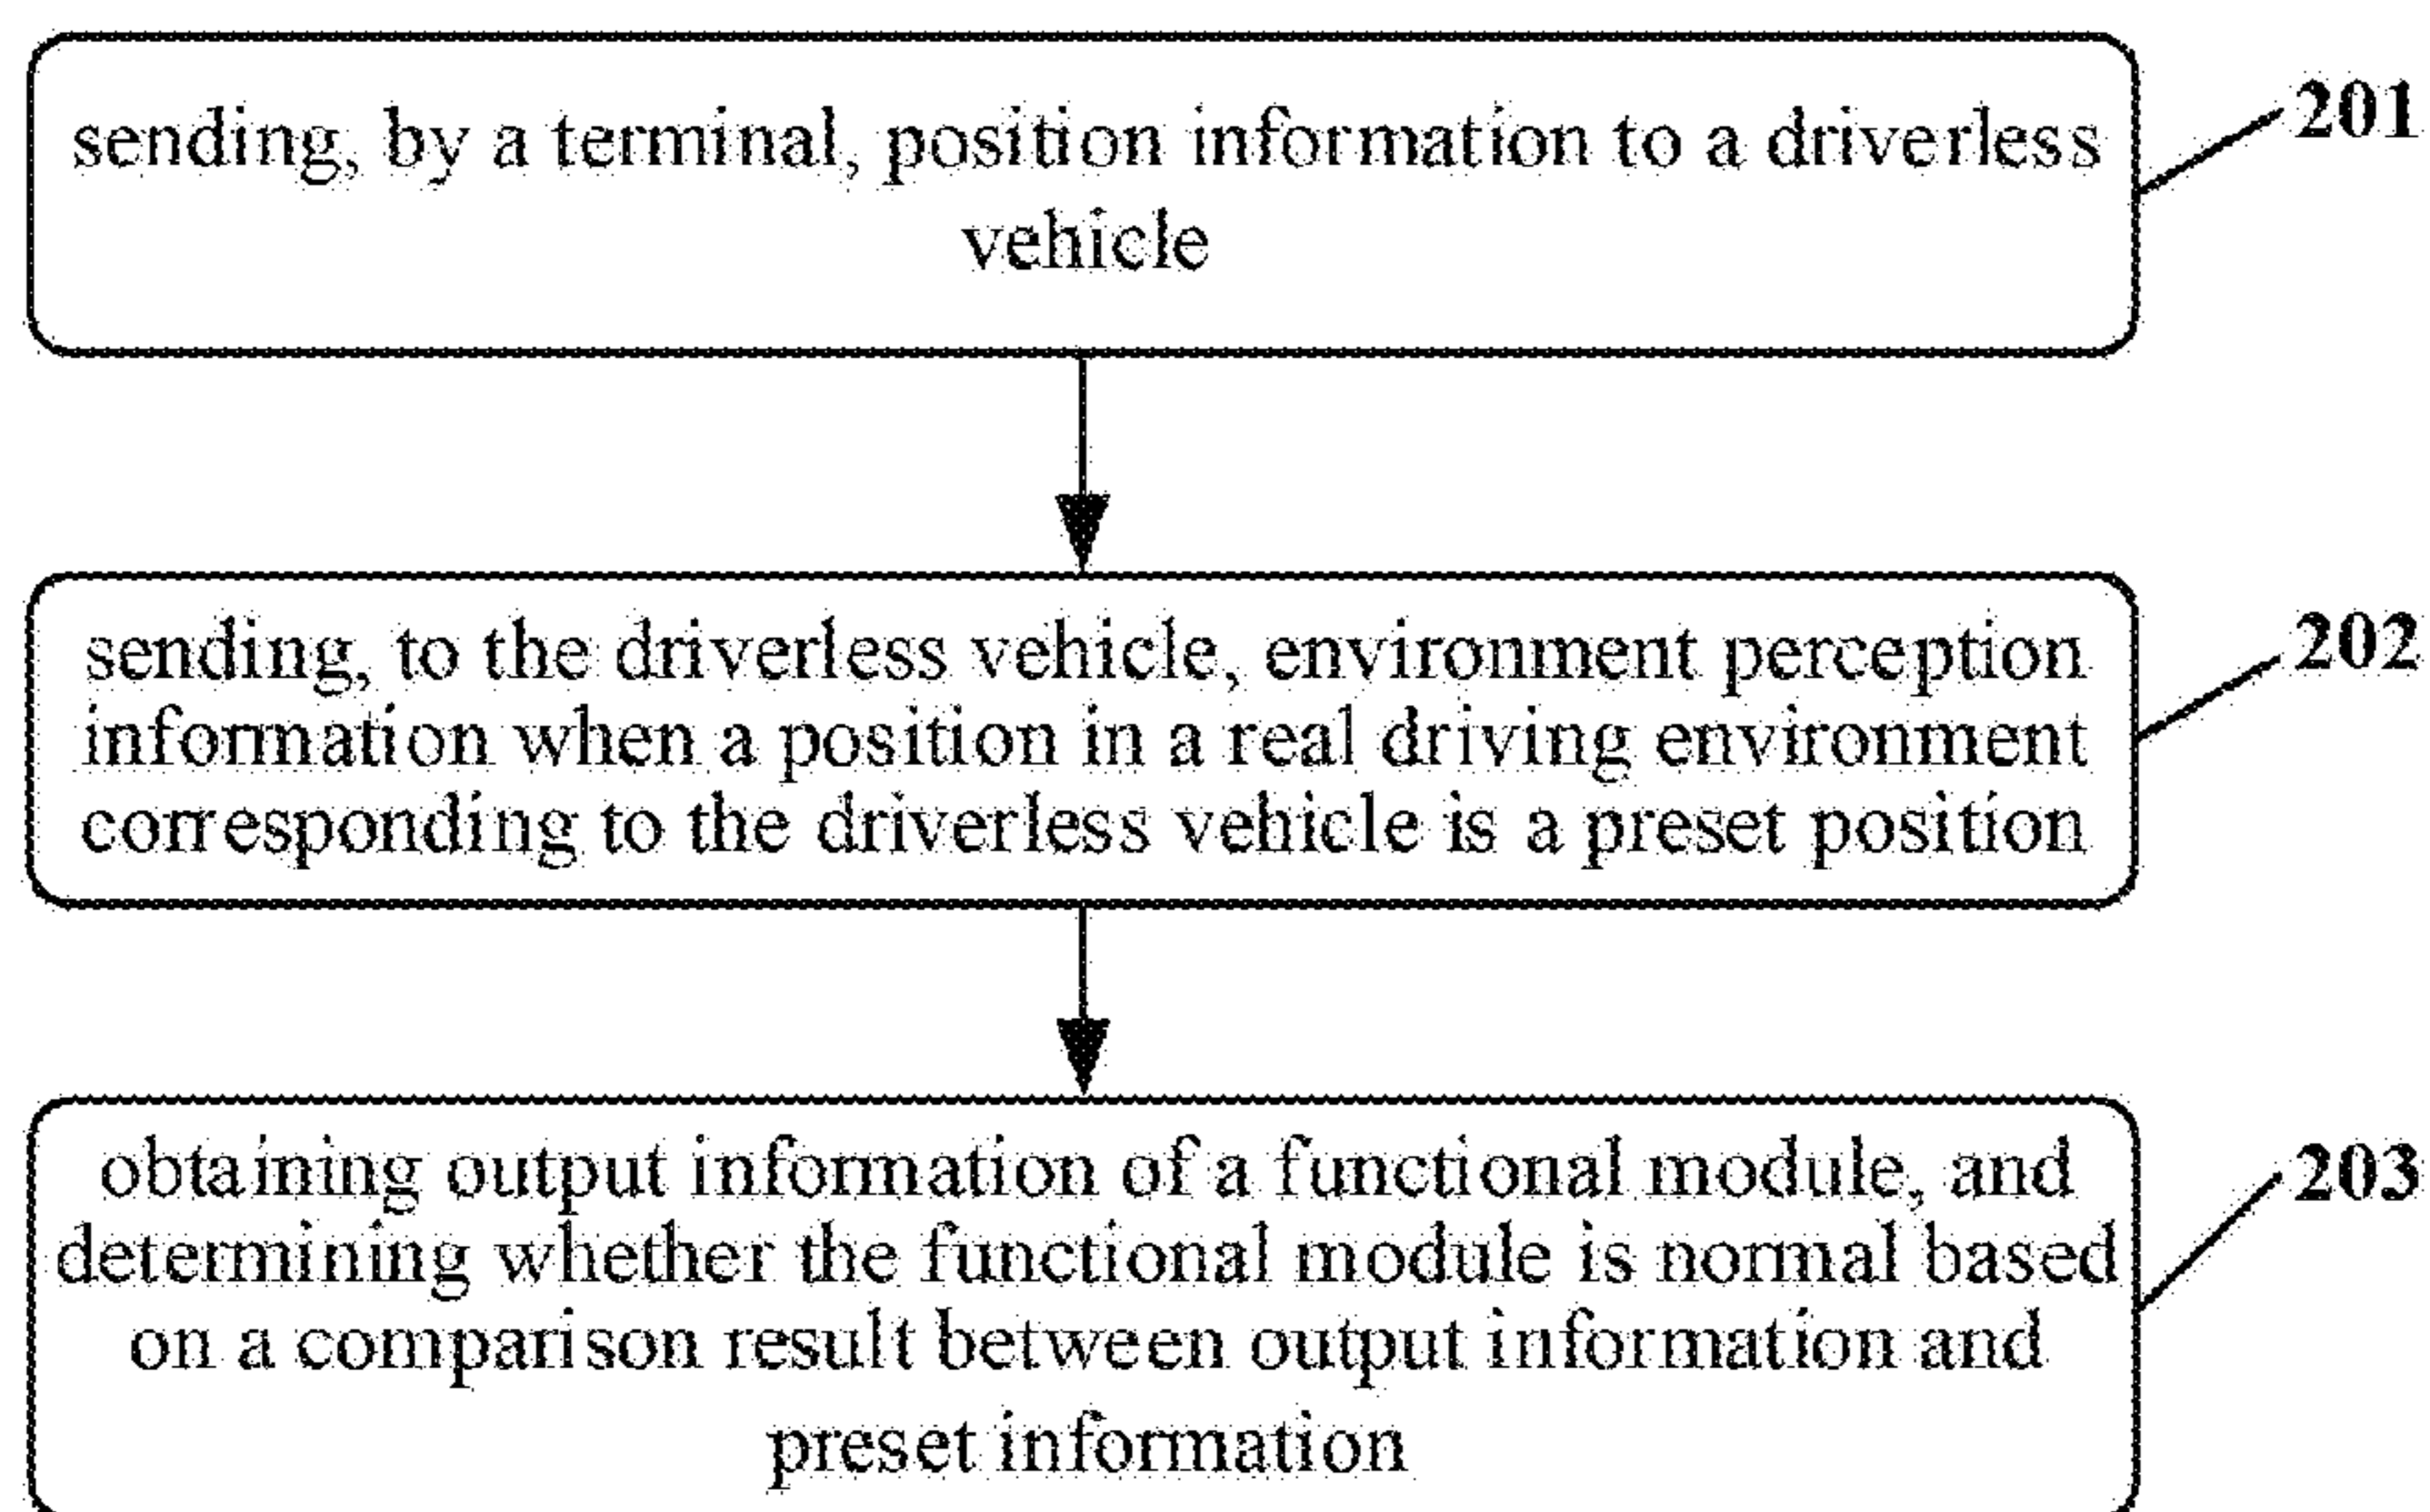 sending, by a terminal, position information to a driverless
vehicle
201
sending, to the driverless vehicle, environment perception
information when a position in a real driving environment
corresponding to the driverless vehicle is a preset position
202
obtaining output information of a functional module, and
determining whether the functional module is normal based
on a comparison result between output information and
preset information
203